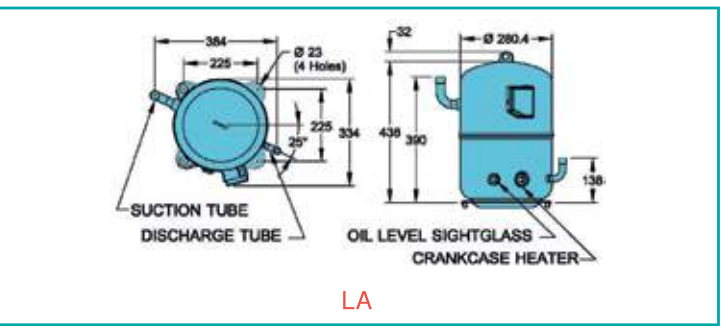 384
225
Ø 23
(4 Holes)
225
334
25°
SUCTION TUBE
DISCHARGE TUBE
32
Ø 280.4
438
390
138
OIL LEVEL SIGHTGLASS
CRANKCASE HEATER
LA